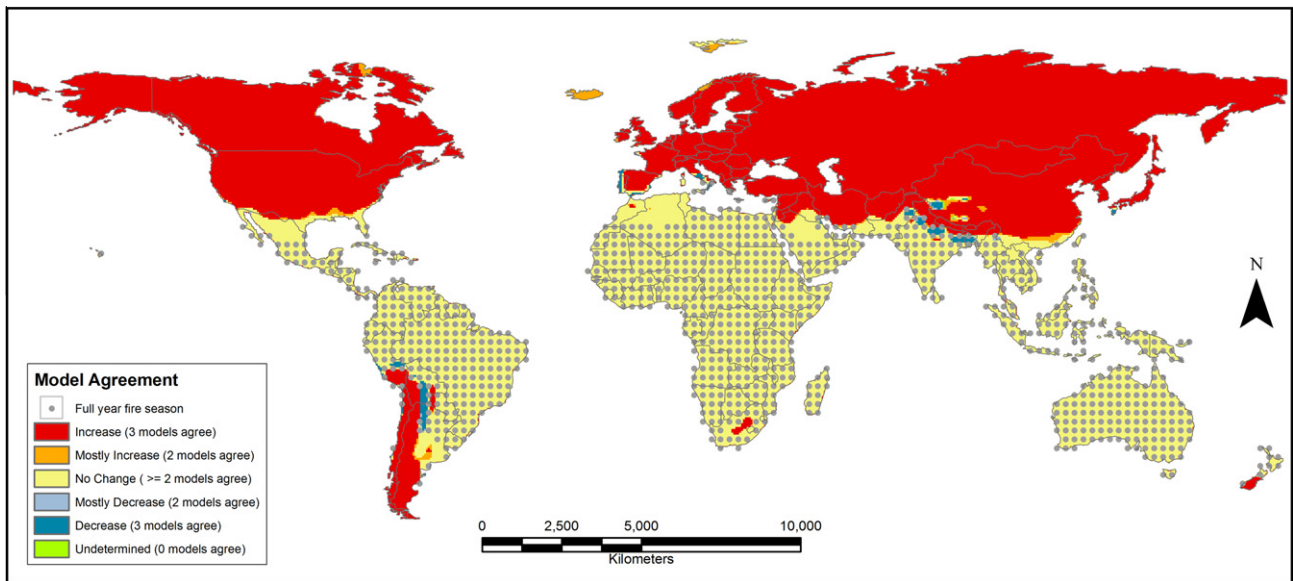 N
Model Agreement
Full year fire season
Increase (3 models agree)
Mostly Increase (2 models agree)
No Change ( >= 2 models agree)
Mostly Decrease (2 models agree)
Decrease (3 models agree)
Undetermined (0 models agree)
0 2,500 5,000 10,000
Kilometers